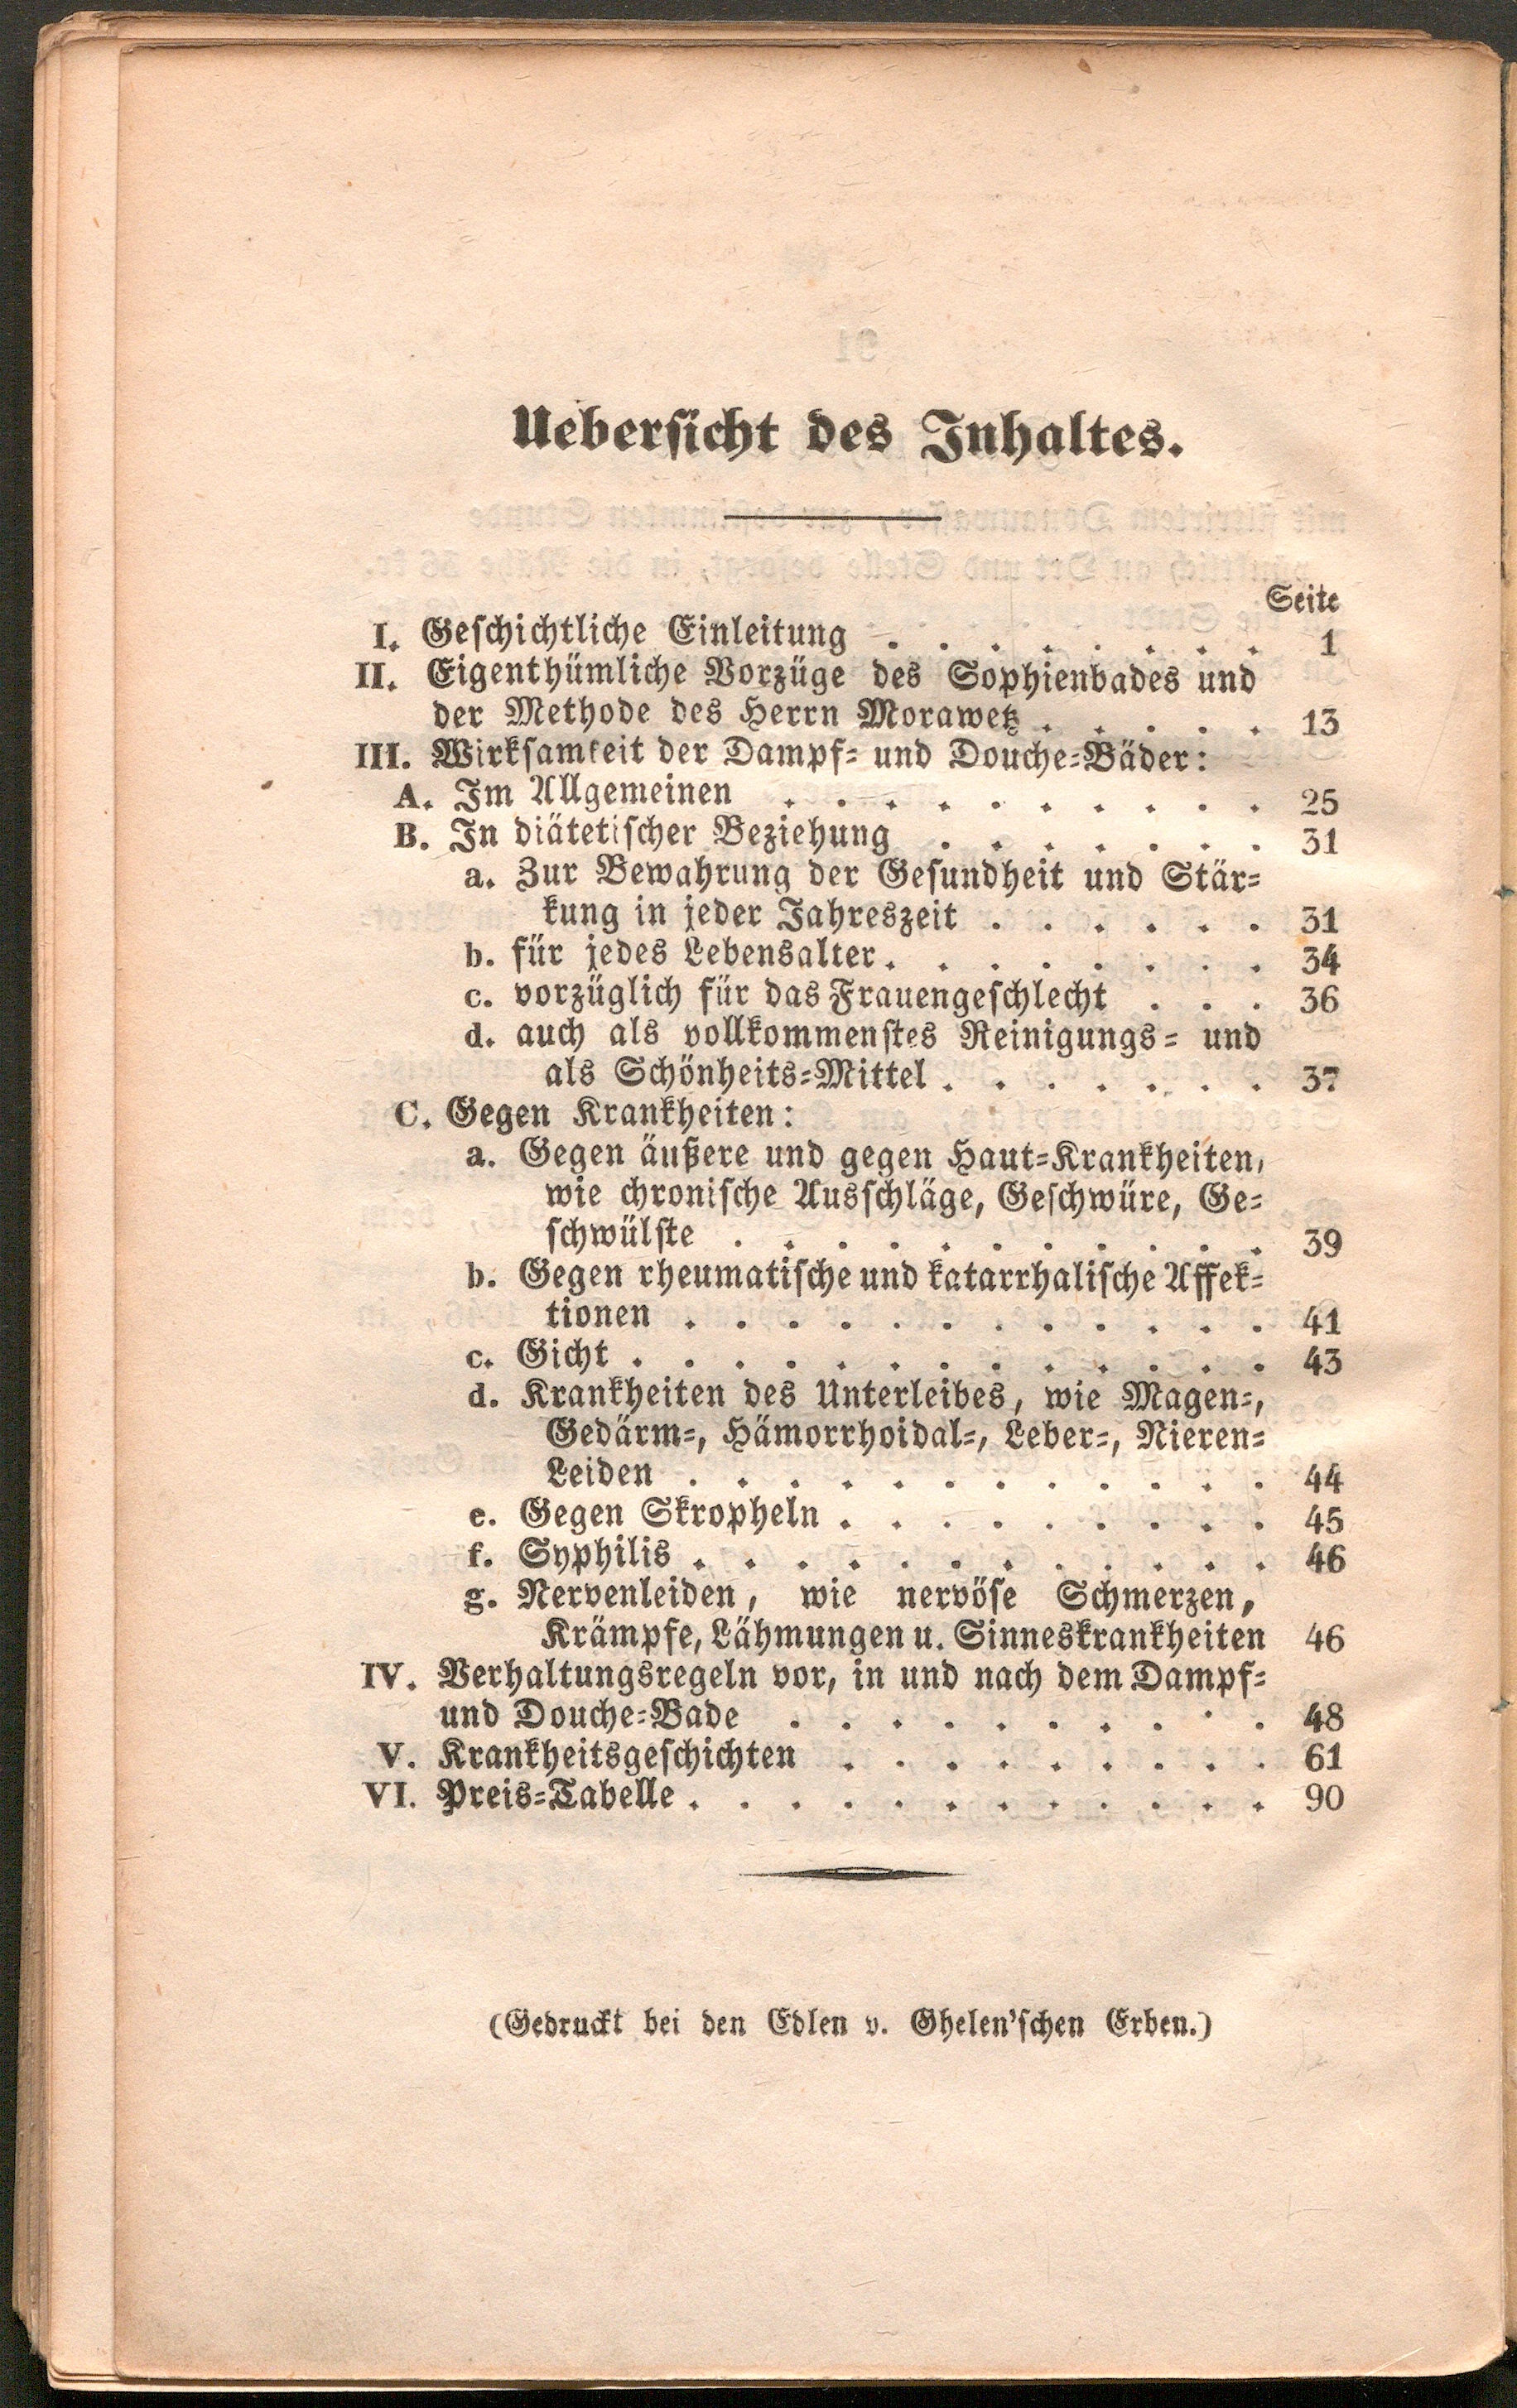 Uebersicht des Inhaltes.
Seite
I. Geschichtliche Einleitung . . . . . . . . 1
II. Eigenthümliche Vorzüge des Sophienbades und
der Methode des Herrn Morawetz . . . . . 13
III. Wirksamkeit der Dampf- und Douche-Bäder:
A. Im Allgemeinen . . . . . . . . . . 25
B. In diätetischer Beziehung . . . . . . . 31
a. Zur Bewahrung der Gesundheit und Stär-
kung in jeder Jahreszeit . . . . . . 31
b. für jedes Lebensalter . . . . . . . . 34
c. vorzüglich für das Frauengeschlecht . . . 36
d. auch als vollkommenstes Reinigungs- und
als Schönheits-Mittel . . . . . . . 37
C. Gegen Krankheiten:
a. Gegen äußere und gegen Haut-Krankheiten,
wie chronische Ausschläge, Geschwüre, Ge-
schwülste . . . . . . . . . . . 39
b. Gegen rheumatische und katarrhalische Affek-
tionen . . . . . . . . . . . . 41
c. Gicht . . . . . . . . . . . . . 43
d. Krankheiten des Unterleibes, wie Magen-,
Gedärm-, Hämorrhoidal-, Leber-, Nieren-
Leiden . . . . . . . . . . . . 44
e. Gegen Skropheln . . . . . . . . . 45
f. Syphilis . . . . . . . . . . . . 46
g. Nervenleiden, wie nervöse Schmerzen,
Krämpfe, Lähmungen u. Sinneskrankheiten 46
IV. Verhaltungsregeln vor, in und nach dem Dampf-
und Douche-Bade . . . . . . . . . . 48
V. Krankheitsgeschichten . . . . . . . . . 61
VI. Preis-Tabelle . . . . . . . . . . . . 90
(Gedruckt bei den Edlen v. Ghelen'schen Erben.)